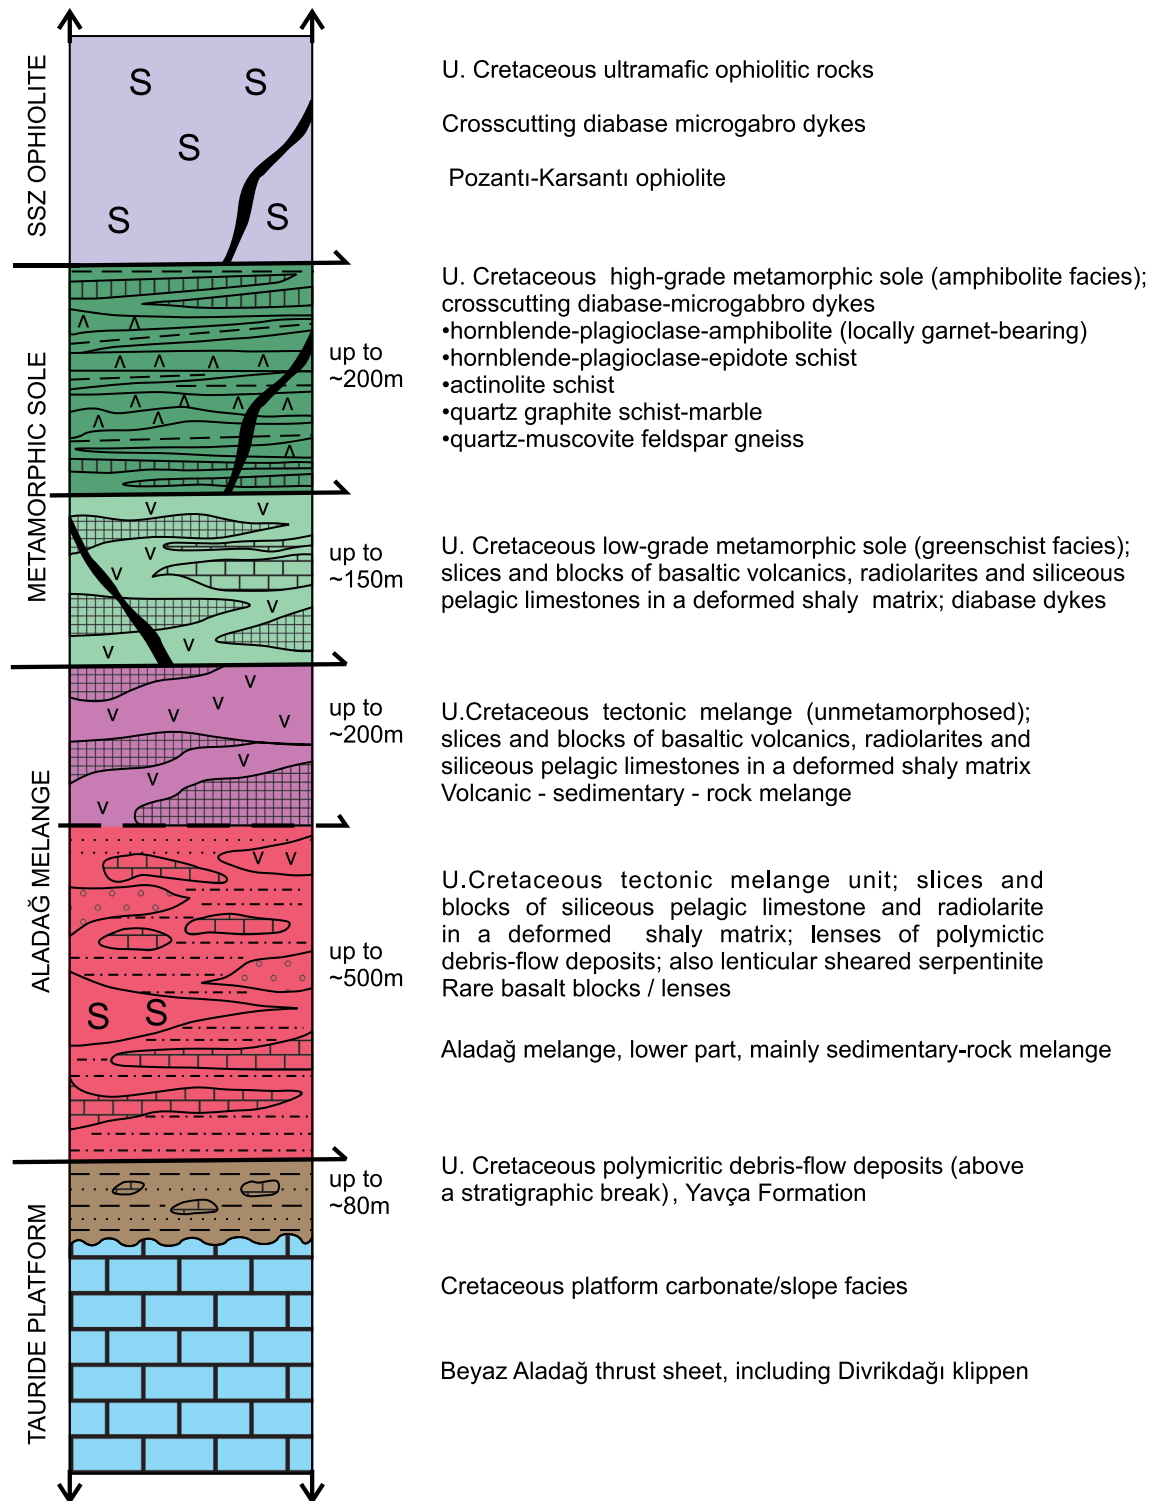 SSZ OPHIOLITE
S
S
S
S
S
U. Cretaceous ultramafic ophiolitic rocks
Crosscutting diabase microgabro dykes
Pozantı-Karsantı ophiolite
METAMORPHIC SOLE
up to
~200m
U. Cretaceous high-grade metamorphic sole (amphibolite facies);
crosscutting diabase-microgabbro dykes
•hornblende-plagioclase-amphibolite (locally garnet-bearing)
•hornblende-plagioclase-epidote schist
•actinolite schist
•quartz graphite schist-marble
•quartz-muscovite feldspar gneiss
up to
~150m
U. Cretaceous low-grade metamorphic sole (greenschist facies);
slices and blocks of basaltic volcanics, radiolarites and siliceous
pelagic limestones in a deformed shaly matrix; diabase dykes
ALADAĞ MELANGE
up to
~200m
U.Cretaceous tectonic melange (unmetamorphosed);
slices and blocks of basaltic volcanics, radiolarites and
siliceous pelagic limestones in a deformed shaly matrix
Volcanic - sedimentary - rock melange
S
S
up to
~500m
U.Cretaceous tectonic melange unit; slices and
blocks of siliceous pelagic limestone and radiolarite
in a deformed shaly matrix; lenses of polymictic
debris-flow deposits; also lenticular sheared serpentinite
Rare basalt blocks / lenses
Aladağ melange, lower part, mainly sedimentary-rock melange
TAURIDE PLATFORM
up to
~80m
U. Cretaceous polymicritic debris-flow deposits (above
a stratigraphic break), Yavça Formation
Cretaceous platform carbonate/slope facies
Beyaz Aladağ thrust sheet, including Divrikdağı klippen